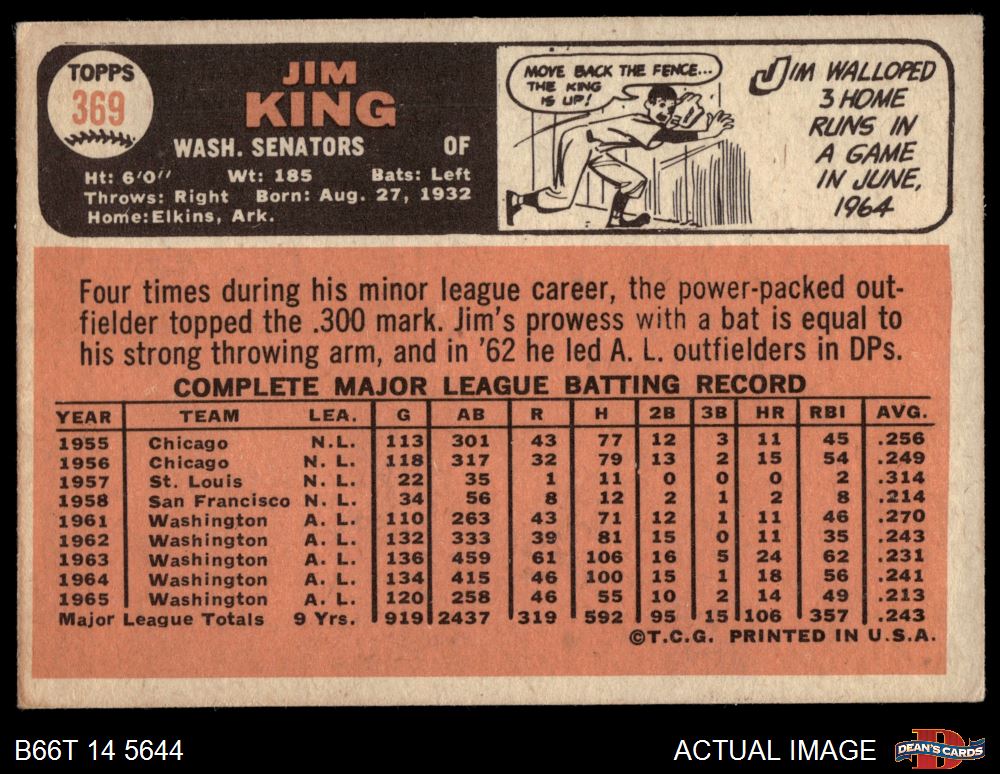 TOPPS
369
JIM
KING
WASH. SENATORS OF
Ht: 6'0" Wt: 185 Bats: Left
Throws: Right Born: Aug. 27, 1932
Home: Elkins, Ark.
MOVE BACK THE FENCE...
THE KING
IS UP!
JIM WALLOPED
3 HOME
RUNS IN
A GAME
IN JUNE,
1964
Four times during his minor league career, the power-packed out-
fielder topped the .300 mark. Jim's prowess with a bat is equal to
his strong throwing arm, and in '62 he led A. L. outfielders in DPs.
COMPLETE MAJOR LEAGUE BATTING RECORD
YEAR TEAM LEA. G AB R H 2B 3B HR RBI AVG.
1955 Chicago N.L. 113 301 43 77 12 3 11 45 .256
1956 Chicago N. L. 118 317 32 79 13 2 15 54 .249
1957 St. Louis N. L. 22 35 1 11 0 0 0 2 .314
1958 San Francisco N. L. 34 56 8 12 2 1 2 8 .214
1961 Washington A. L. 110 263 43 71 12 1 11 46 .270
1962 Washington A. L. 132 333 39 81 15 0 11 35 .243
1963 Washington A. L. 136 459 61 106 16 5 24 62 .231
1964 Washington A. L. 134 415 46 100 15 1 18 56 .241
1965 Washington A. L. 120 258 46 55 10 2 14 49 .213
Major League Totals 9 Yrs. 919 2437 319 592 95 15 106 357 .243
©T.C.G. PRINTED IN U.S.A.
B66T 14 5644
ACTUAL IMAGE
DEAN'S CARDS